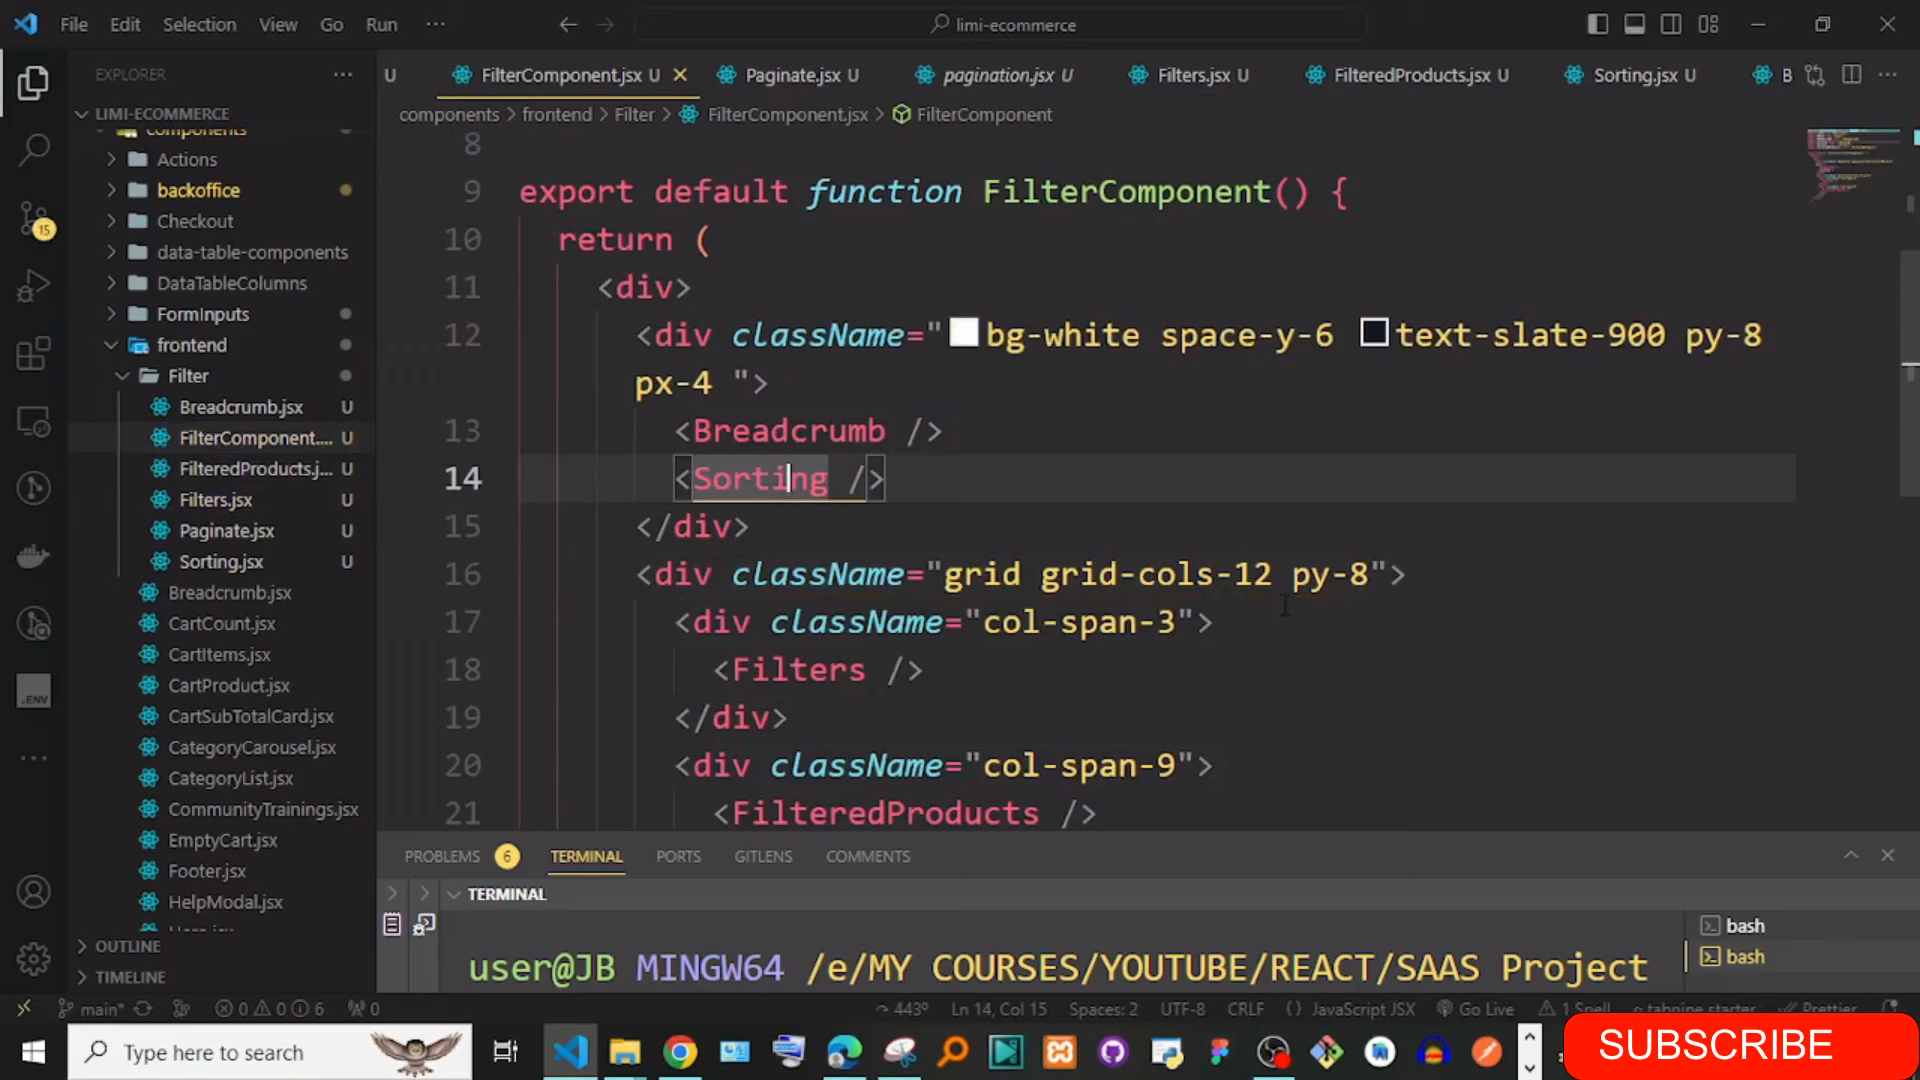 File Edit Selection View Go Run ··· limi-ecommerce
EXPLORER
U FilterComponent.jsx U Paginate.jsx U pagination.jsx U Filters.jsx U FilteredProducts.jsx U Sorting.jsx U B
LIMI-ECOMMERCE
components > frontend > Filter > FilterComponent.jsx > FilterComponent
components
Actions
backoffice
Checkout
data-table-components
DataTableColumns
FormInputs
frontend
Filter
Breadcrumb.jsx U
FilterComponent.... U
FilteredProducts.j... U
Filters.jsx U
Paginate.jsx U
Sorting.jsx U
Breadcrumb.jsx
CartCount.jsx
CartItems.jsx
CartProduct.jsx
CartSubTotalCard.jsx
CategoryCarousel.jsx
CategoryList.jsx
CommunityTrainings.jsx
EmptyCart.jsx
Footer.jsx
HelpModal.jsx
OUTLINE
TIMELINE
15
.ENV
8
9 export default function FilterComponent() {
10 return (
11 <div>
12 <div className="bg-white space-y-6 text-slate-900 py-8
px-4 ">
13 <Breadcrumb />
14 <Sorting />
15 </div>
16 <div className="grid grid-cols-12 py-8">
17 <div className="col-span-3">
18 <Filters />
19 </div>
20 <div className="col-span-9">
21 <FilteredProducts />
PROBLEMS 6 TERMINAL PORTS GITLENS COMMENTS
TERMINAL
bash
bash
user@JB MINGW64 /e/MY COURSES/YOUTUBE/REACT/SAAS Project
main* 0 0 6 0 443° Ln 14, Col 15 Spaces: 2 UTF-8 CRLF {} JavaScript JSX Go Live 1 Spell tabnine starter Prettier
Type here to search
SUBSCRIBE